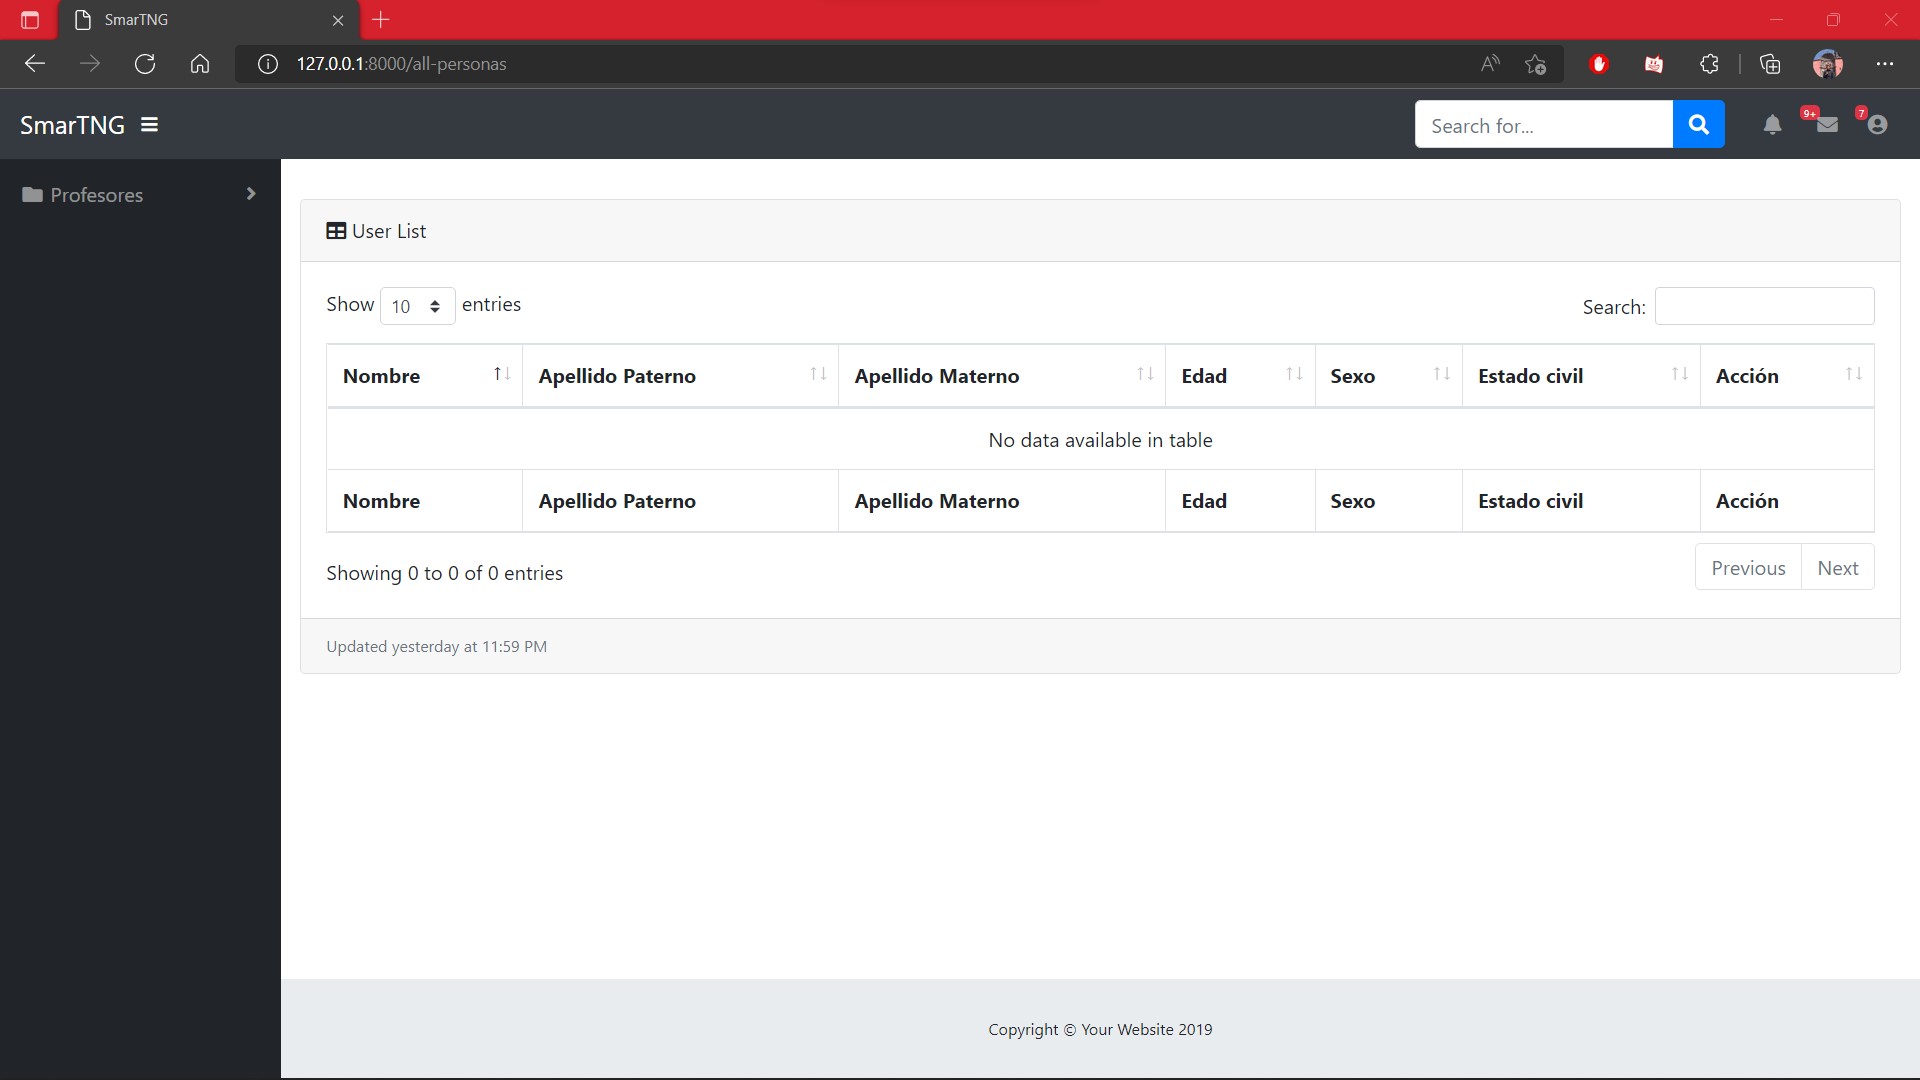 SmarTNG
127.0.0.1:8000/all-personas
SmarTNG
Search for...
9+
7
Profesores
User List
Show 10 entries
Search:
Nombre Apellido Paterno Apellido Materno Edad Sexo Estado civil Acción
No data available in table
Nombre Apellido Paterno Apellido Materno Edad Sexo Estado civil Acción
Showing 0 to 0 of 0 entries
Previous Next
Updated yesterday at 11:59 PM
Copyright © Your Website 2019